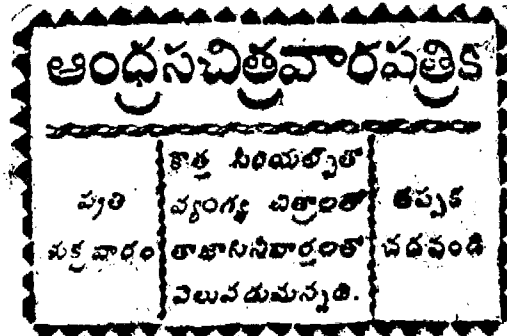 ఆంధ్రసచిత్రవారపత్రిక
ప్రతి
శుక్రవారం
కొత్త సీరియల్స్‌తో
వ్యంగ్య చిత్రాలతో
తాజాసినీవార్తలతో
వెలువడుచున్నది.
తప్పక
చదవండి